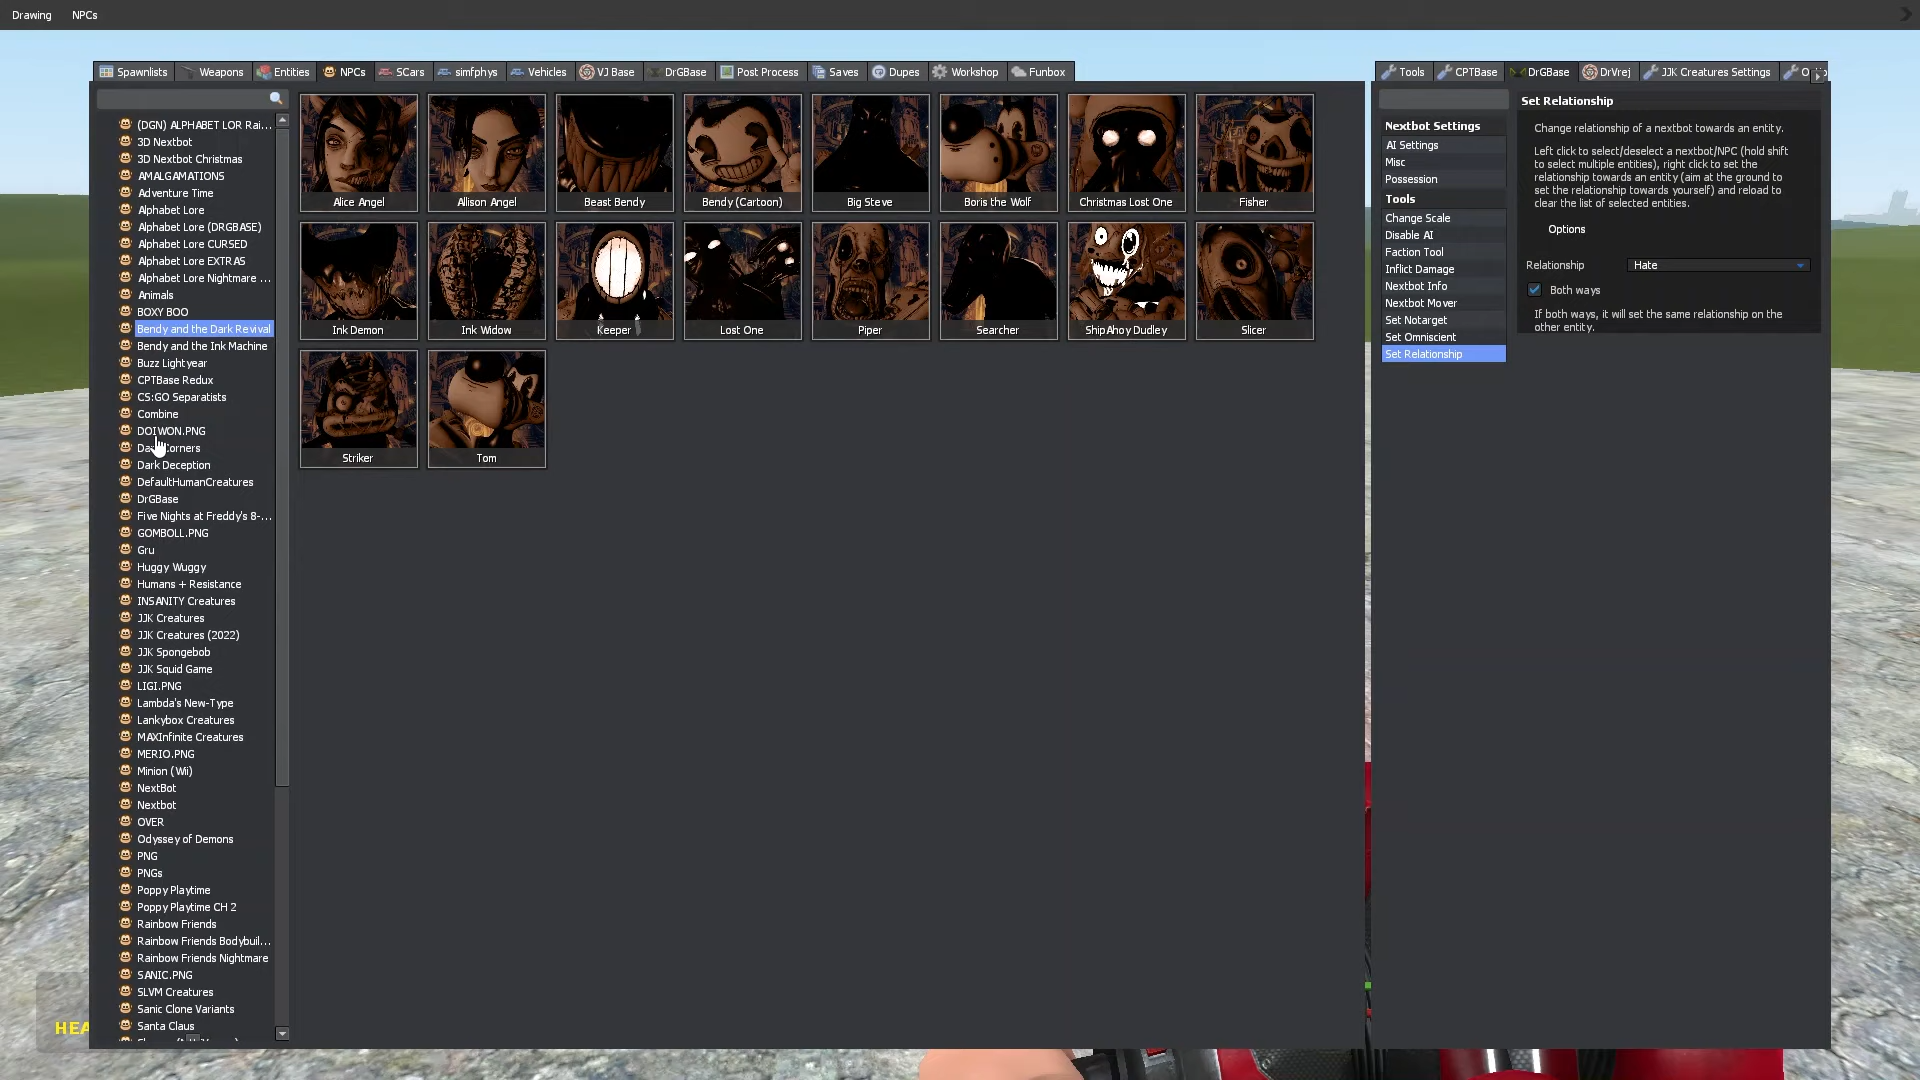 Drawing NPCs
Spawnlists Weapons Entities NPCs SCars simfphys Vehicles VJ Base DrGBase Post Process Saves Dupes Workshop Funbox
(DGN) ALPHABET LOR Rai...
3D Nextbot
3D Nextbot Christmas
AMALGAMATIONS
Adventure Time
Alphabet Lore
Alphabet Lore (DRGBASE)
Alphabet Lore CURSED
Alphabet Lore EXTRAS
Alphabet Lore Nightmare ...
Animals
BOXY BOO
Bendy and the Dark Revival
Bendy and the Ink Machine
Buzz Lightyear
CPTBase Redux
CS:GO Separatists
Combine
DOIWON.PNG
Corners
Dark Deception
DefaultHumanCreatures
DrGBase
Five Nights at Freddy's 8-...
GOMBOLL.PNG
Gru
Huggy Wuggy
Humans + Resistance
INSANITY Creatures
JJK Creatures
JJK Creatures (2022)
JJK Spongebob
JJK Squid Game
LIGI.PNG
Lambda's New-Type
Lankybox Creatures
MAXInfinite Creatures
MERIO.PNG
Minion (Wii)
NextBot
Nextbot
OVER
Odyssey of Demons
PNG
PNGs
Poppy Playtime
Poppy Playtime CH 2
Rainbow Friends
Rainbow Friends Bodybuil...
Rainbow Friends Nightmare
SANIC.PNG
SLVM Creatures
Sanic Clone Variants
Santa Claus
HEA
Alice Angel Allison Angel Beast Bendy Bendy (Cartoon) Big Steve Boris the Wolf Christmas Lost One Fisher
Ink Demon Ink Widow Keeper Lost One Piper Searcher Ship Ahoy Dudley Slicer
Striker Tom
Tools CPTBase DrGBase DrVrej JJK Creatures Settings
Nextbot Settings
AI Settings
Misc
Possession
Tools
Change Scale
Disable AI
Faction Tool
Inflict Damage
Nextbot Info
Nextbot Mover
Set Notarget
Set Omniscient
Set Relationship
Set Relationship
Change relationship of a nextbot towards an entity.
Left click to select/deselect a nextbot/NPC (hold shift
to select multiple entities), right click to set the
relationship towards an entity (aim at the ground to
set the relationship towards yourself) and reload to
clear the list of selected entities.
Options
Relationship Hate
Both ways
If both ways, it will set the same relationship on the
other entity.